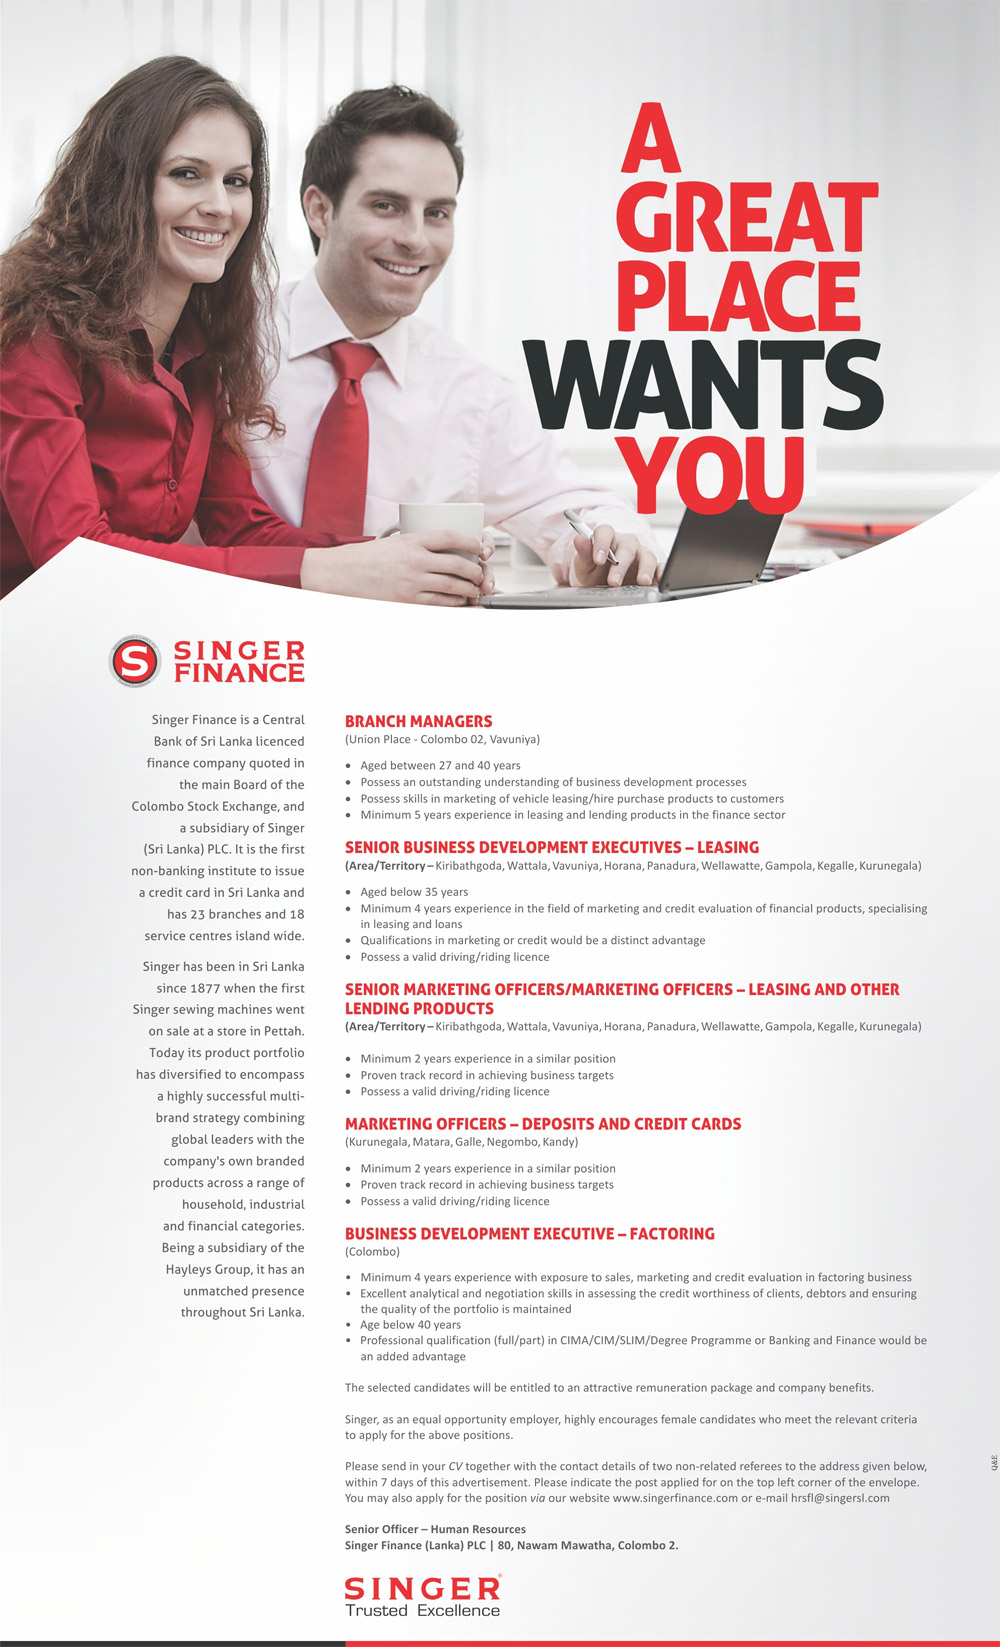 A
GREAT
PLACE
WANTS
YOU
S
SINGER
FINANCE
Singer Finance is a Central
Bank of Sri Lanka licenced
finance company quoted in
the main Board of the
Colombo Stock Exchange, and
a subsidiary of Singer
(Sri Lanka) PLC. It is the first
non-banking institute to issue
a credit card in Sri Lanka and
has 23 branches and 18
service centres island wide.
Singer has been in Sri Lanka
since 1877 when the first
Singer sewing machines went
on sale at a store in Pettah.
Today its product portfolio
has diversified to encompass
a highly successful multi-
brand strategy combining
global leaders with the
company's own branded
products across a range of
household, industrial
and financial categories.
Being a subsidiary of the
Hayleys Group, it has an
unmatched presence
throughout Sri Lanka.
BRANCH MANAGERS
(Union Place - Colombo 02, Vavuniya)
• Aged between 27 and 40 years
• Possess an outstanding understanding of business development processes
• Possess skills in marketing of vehicle leasing/hire purchase products to customers
• Minimum 5 years experience in leasing and lending products in the finance sector
SENIOR BUSINESS DEVELOPMENT EXECUTIVES – LEASING
(Area/Territory – Kiribathgoda, Wattala, Vavuniya, Horana, Panadura, Wellawatte, Gampola, Kegalle, Kurunegala)
• Aged below 35 years
• Minimum 4 years experience in the field of marketing and credit evaluation of financial products, specialising
in leasing and loans
• Qualifications in marketing or credit would be a distinct advantage
• Possess a valid driving/riding licence
SENIOR MARKETING OFFICERS/MARKETING OFFICERS – LEASING AND OTHER
LENDING PRODUCTS
(Area/Territory – Kiribathgoda, Wattala, Vavuniya, Horana, Panadura, Wellawatte, Gampola, Kegalle, Kurunegala)
• Minimum 2 years experience in a similar position
• Proven track record in achieving business targets
• Possess a valid driving/riding licence
MARKETING OFFICERS – DEPOSITS AND CREDIT CARDS
(Kurunegala, Matara, Galle, Negombo, Kandy)
• Minimum 2 years experience in a similar position
• Proven track record in achieving business targets
• Possess a valid driving/riding licence
BUSINESS DEVELOPMENT EXECUTIVE – FACTORING
(Colombo)
• Minimum 4 years experience with exposure to sales, marketing and credit evaluation in factoring business
• Excellent analytical and negotiation skills in assessing the credit worthiness of clients, debtors and ensuring
the quality of the portfolio is maintained
• Age below 40 years
• Professional qualification (full/part) in CIMA/CIM/SLIM/Degree Programme or Banking and Finance would be
an added advantage
The selected candidates will be entitled to an attractive remuneration package and company benefits.
Singer, as an equal opportunity employer, highly encourages female candidates who meet the relevant criteria
to apply for the above positions.
Please send in your CV together with the contact details of two non-related referees to the address given below,
within 7 days of this advertisement. Please indicate the post applied for on the top left corner of the envelope.
You may also apply for the position via our website www.singerfinance.com or e-mail hrsfl@singersl.com
Senior Officer – Human Resources
Singer Finance (Lanka) PLC | 80, Nawam Mawatha, Colombo 2.
SINGER®
Trusted Excellence
Q&E